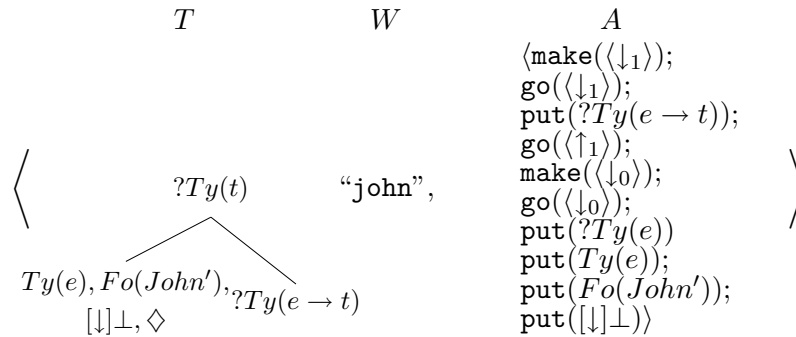 T W A
⟨make(⟨↓₁⟩);
go(⟨↓₁⟩);
put(?Ty(e → t));
go(⟨↑₁⟩);
⟨ ?Ty(t) “john”, make(⟨↓₀⟩); ⟩
go(⟨↓₀⟩);
put(?Ty(e))
put(Ty(e));
Ty(e), Fo(John′), ?Ty(e → t) put(Fo(John′));
[↓]⊥, ♢ put([↓]⊥)⟩